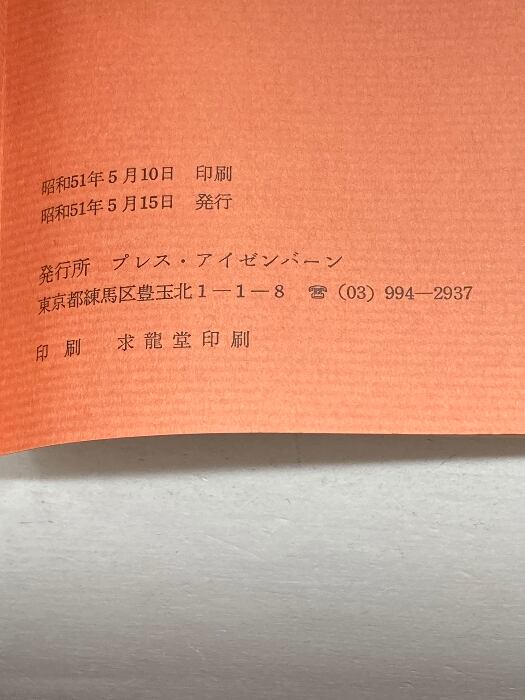 昭和51年5月10日 印刷
昭和51年5月15日 発行
発行所 プレス・アイゼンバーン
東京都練馬区豊玉北1-1-8 ☎ (03) 994-2937
印刷 求龍堂印刷